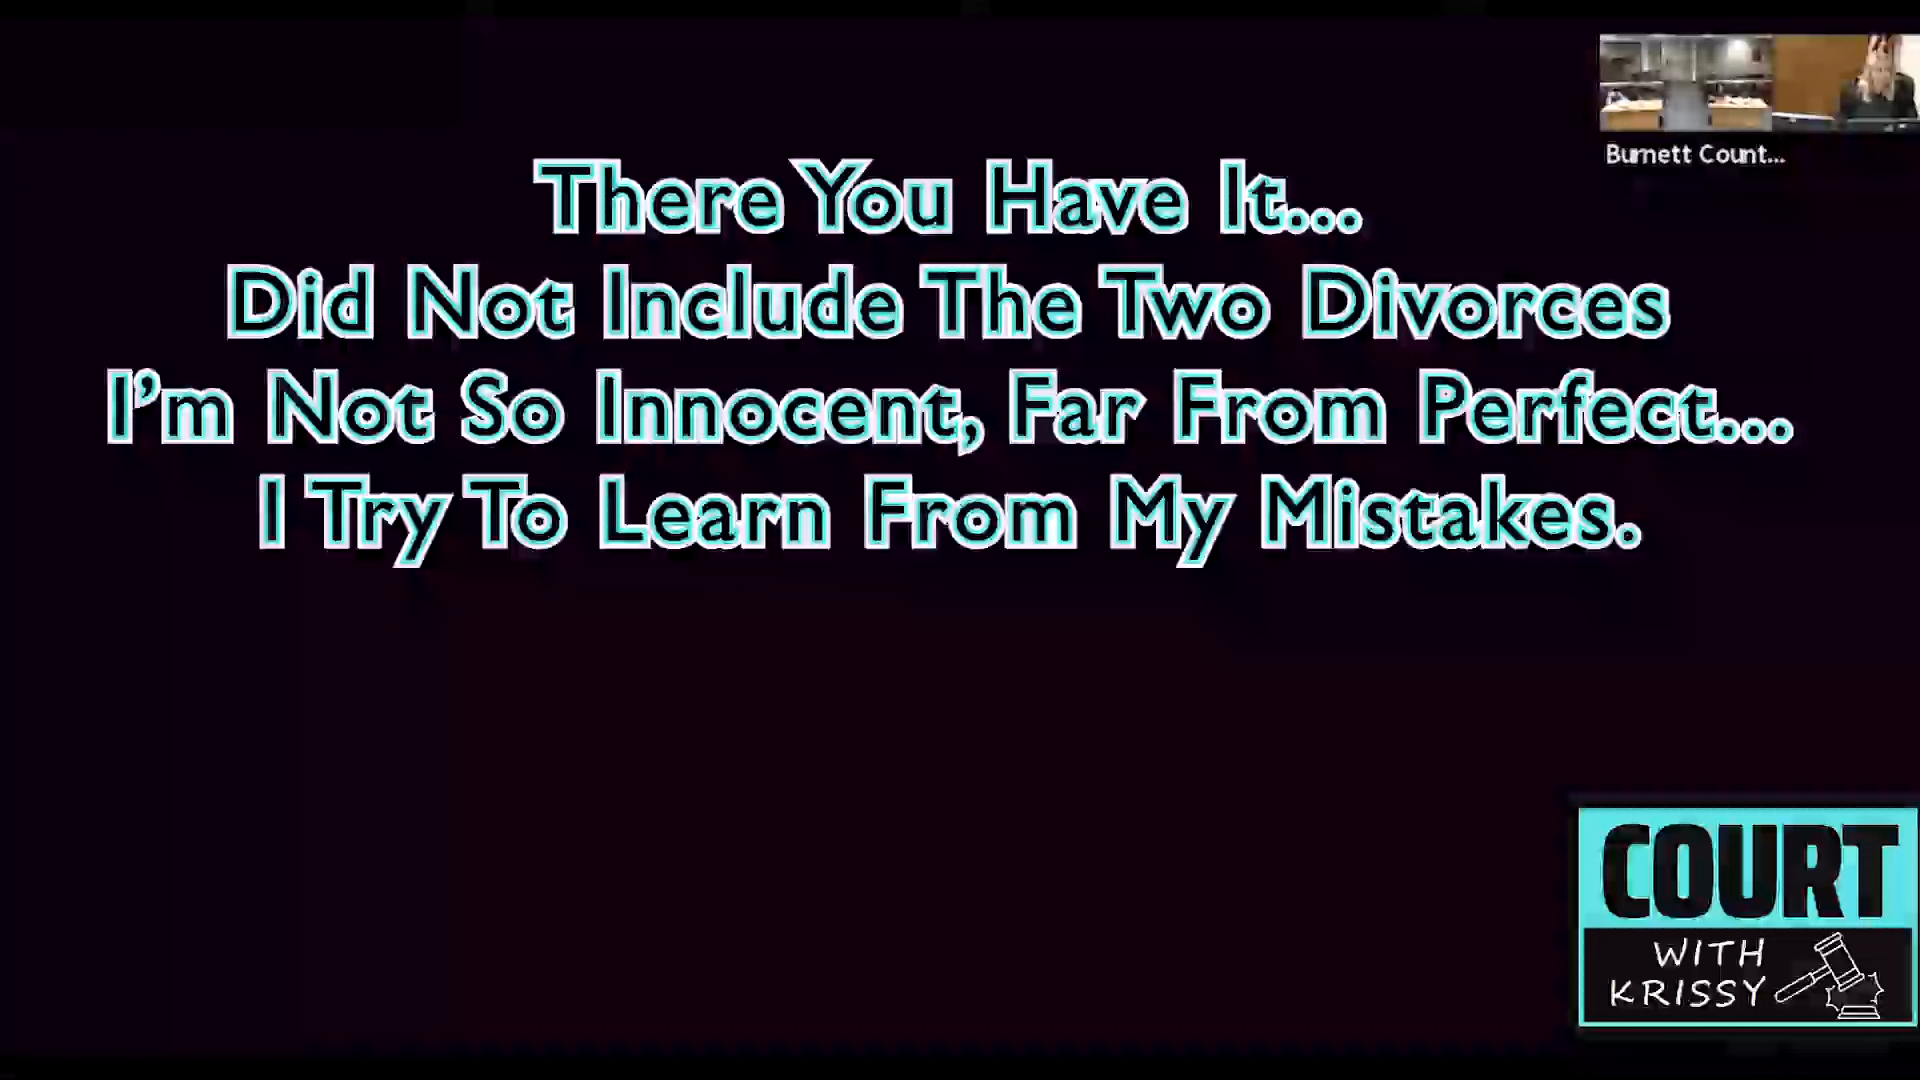 Burnett Count...
There You Have It...
Did Not Include The Two Divorces
I'm Not So Innocent, Far From Perfect...
I Try To Learn From My Mistakes.
COURT
WITH
KRISSY